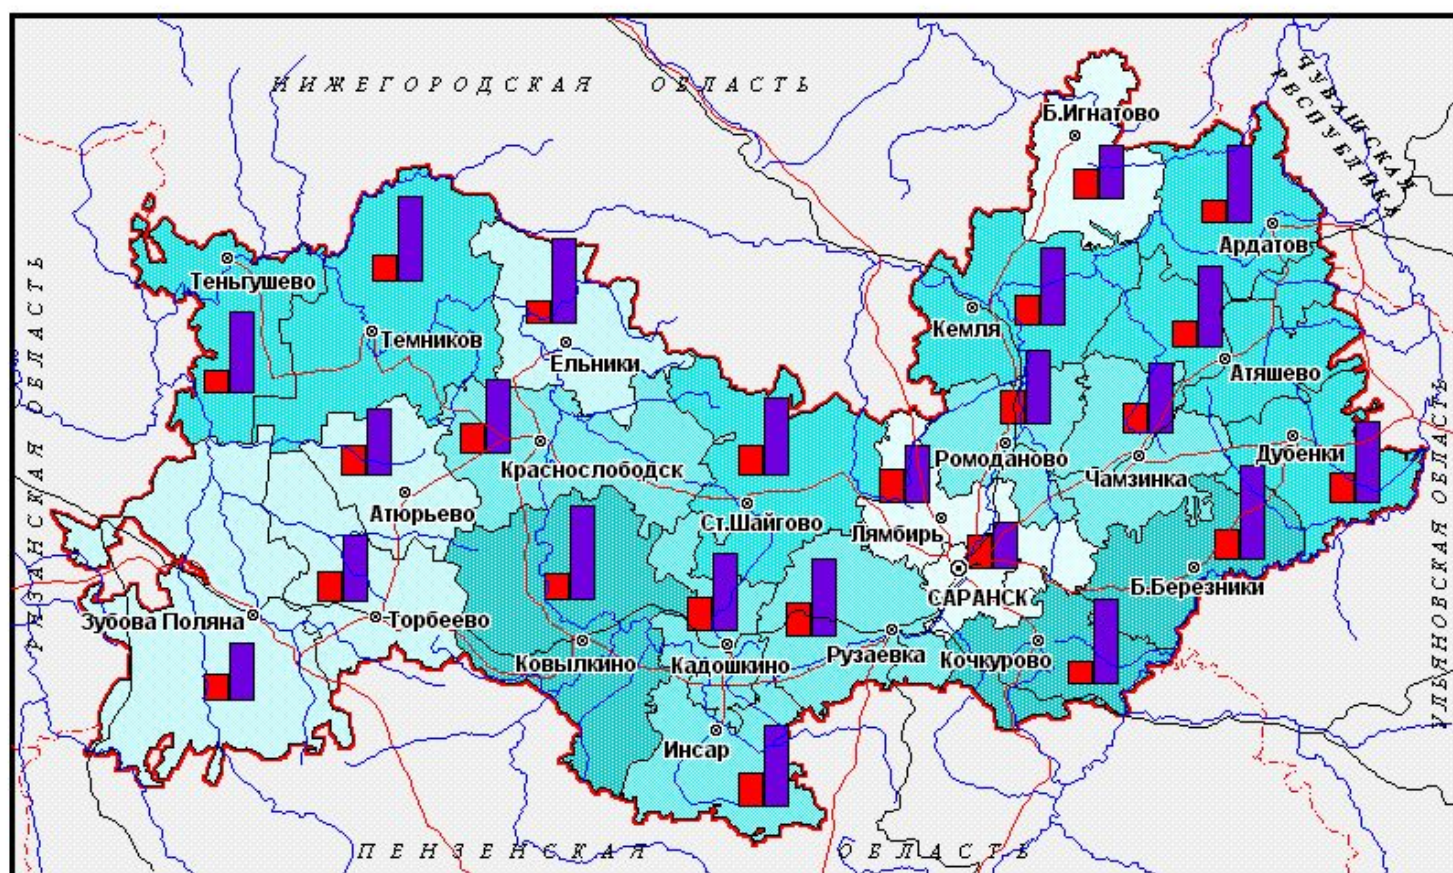 НИЖЕГОРОДСКАЯ ОБЛАСТЬ
ЧУВАШСКАЯ
РЕСПУБЛИКА
Б.Игнатово
Ардатов
Теньгушево
Темников
Кемля
Ельники
Атяшево
РЯЗАНСКАЯ ОБЛАСТЬ
УЛЬЯНОВСКАЯ ОБЛАСТЬ
Краснослободск
Ромоданово
Дубенки
Чамзинка
Атюрьево
Ст.Шайгово
Лямбирь
Б.Березники
САРАНСК
Зубова Поляна
Торбеево
Ковылкино
Кадошкино
Рузаевка
Кочкурово
Инсар
ПЕНЗЕНСКАЯ ОБЛАСТЬ